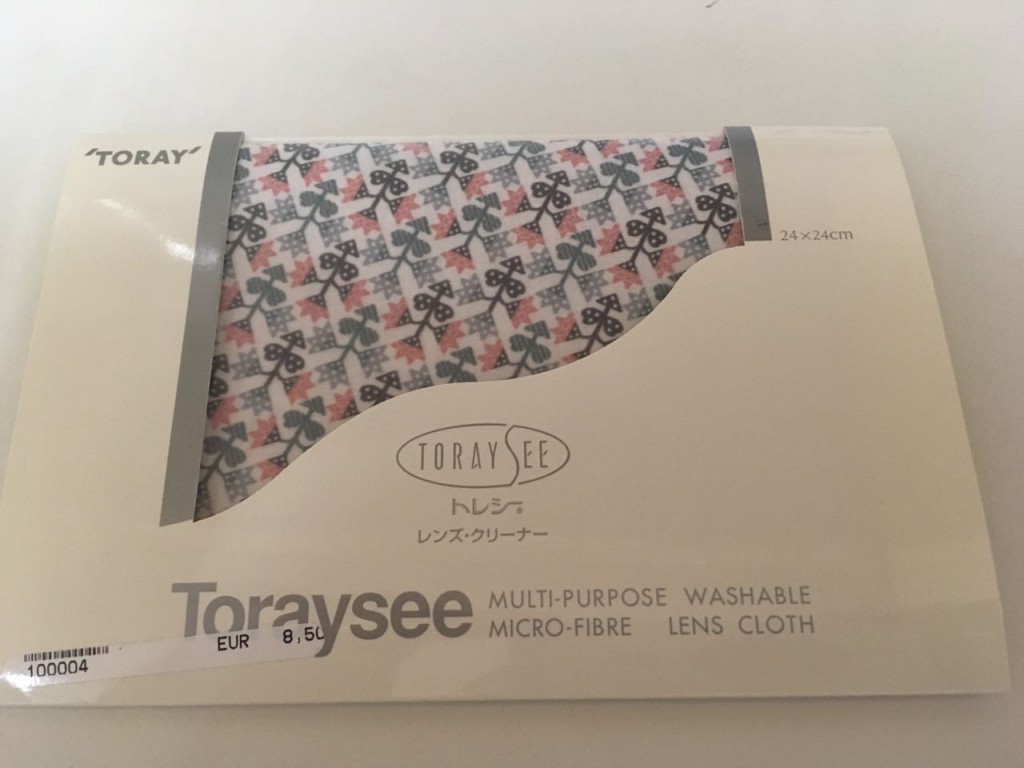 'TORAY'
24×24cm
TORAYSEE
トレシー®
レンズ・クリーナー
Toraysee
MULTI-PURPOSE WASHABLE
MICRO-FIBRE LENS CLOTH
EUR 8,50
100004